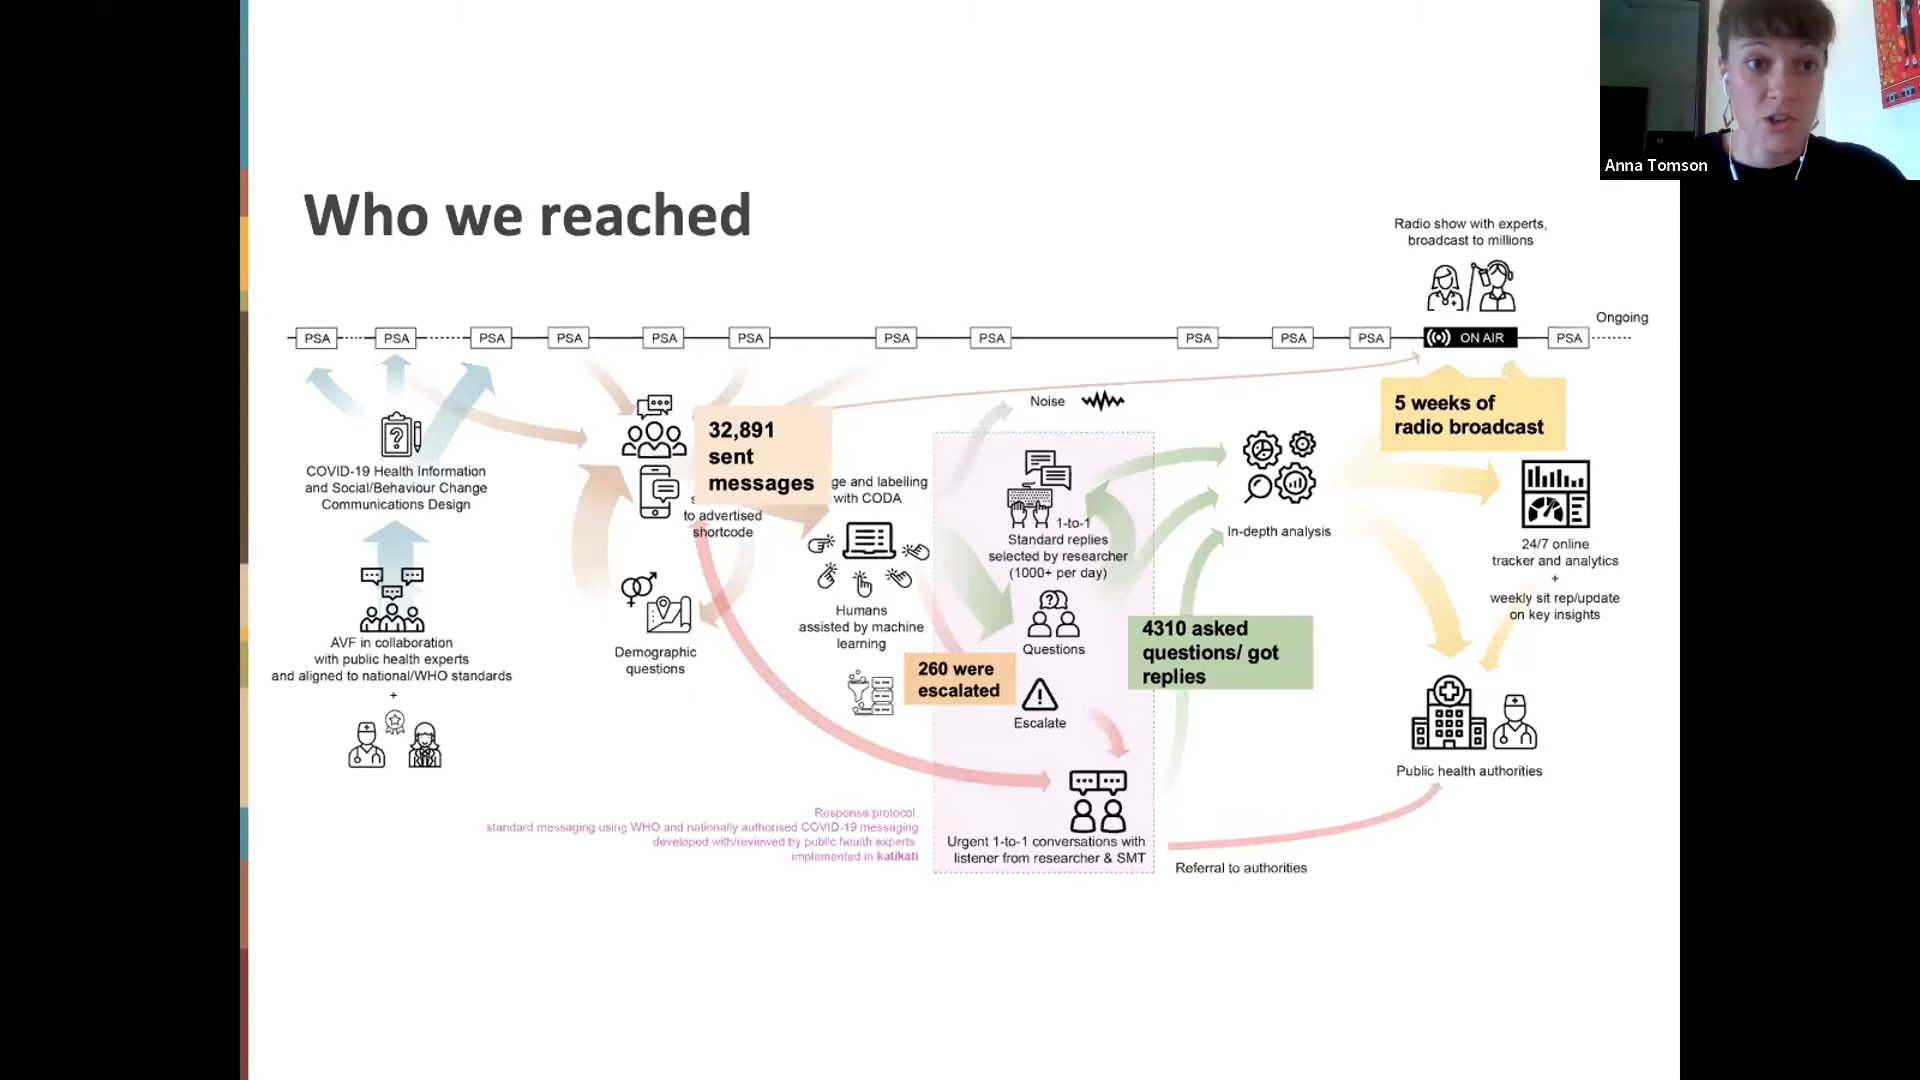 Anna Tomson
Who we reached
Radio show with experts,
broadcast to millions
PSA
PSA
PSA
PSA
PSA
PSA
PSA
PSA
PSA
PSA
PSA
ON AIR
PSA
Ongoing
COVID-19 Health Information
and Social/Behaviour Change
Communications Design
AVF in collaboration
with public health experts
and aligned to national/WHO standards
+
32,891
sent
messages
to advertised
shortcode
Demographic
questions
ge and labelling
with CODA
Humans
assisted by machine
learning
Noise
1-to-1
Standard replies
selected by researcher
(1000+ per day)
Questions
260 were
escalated
Escalate
Urgent 1-to-1 conversations with
listener from researcher & SMT
Response protocol.
standard messaging using WHO and nationally authorised COVID-19 messaging
developed with/reviewed by public health experts
implemented in katikati
In-depth analysis
4310 asked
questions/ got
replies
5 weeks of
radio broadcast
24/7 online
tracker and analytics
+
weekly sit rep/update
on key insights
Public health authorities
Referral to authorities